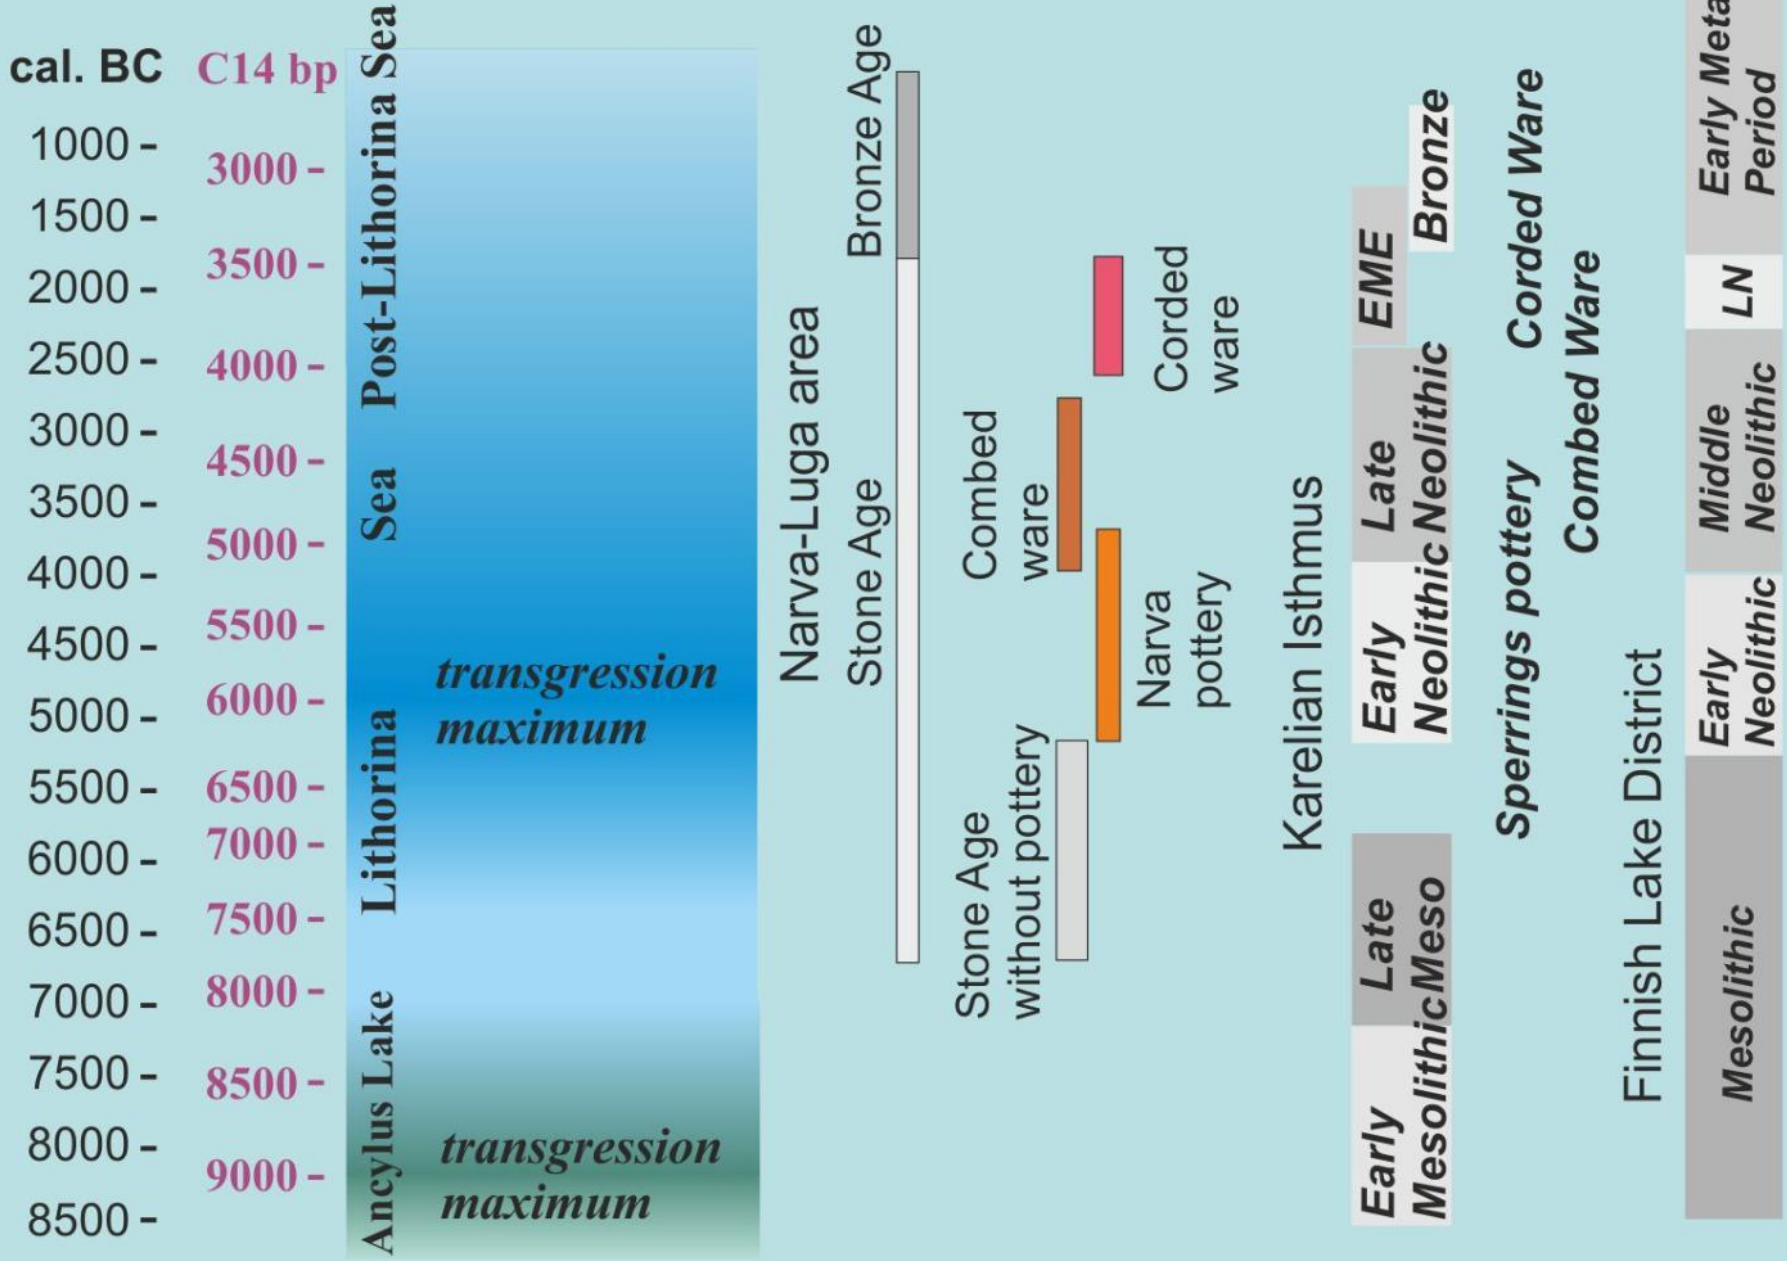 cal. BC
1000 -
1500 -
2000 -
2500 -
3000 -
3500 -
4000 -
4500 -
5000 -
5500 -
6000 -
6500 -
7000 -
7500 -
8000 -
8500 -
C14 bp
3000 -
3500 -
4000 -
4500 -
5000 -
5500 -
6000 -
6500 -
7000 -
7500 -
8000 -
8500 -
9000 -
Post-Lithorina Sea
Lithorina Sea
Ancylus Lake
transgression
maximum
transgression
maximum
Narva-Luga area
Bronze Age
Stone Age
Combed
ware
Stone Age
without pottery
Corded
ware
Narva
pottery
Karelian Isthmus
EME
Bronze
Late
Neolithic
Early
Neolithic
Late
Meso
Early
Mesolithic
Corded Ware
Sperrings pottery
Combed Ware
Finnish Lake District
Early Meta
Period
LN
Middle
Neolithic
Early
Neolithic
Mesolithic